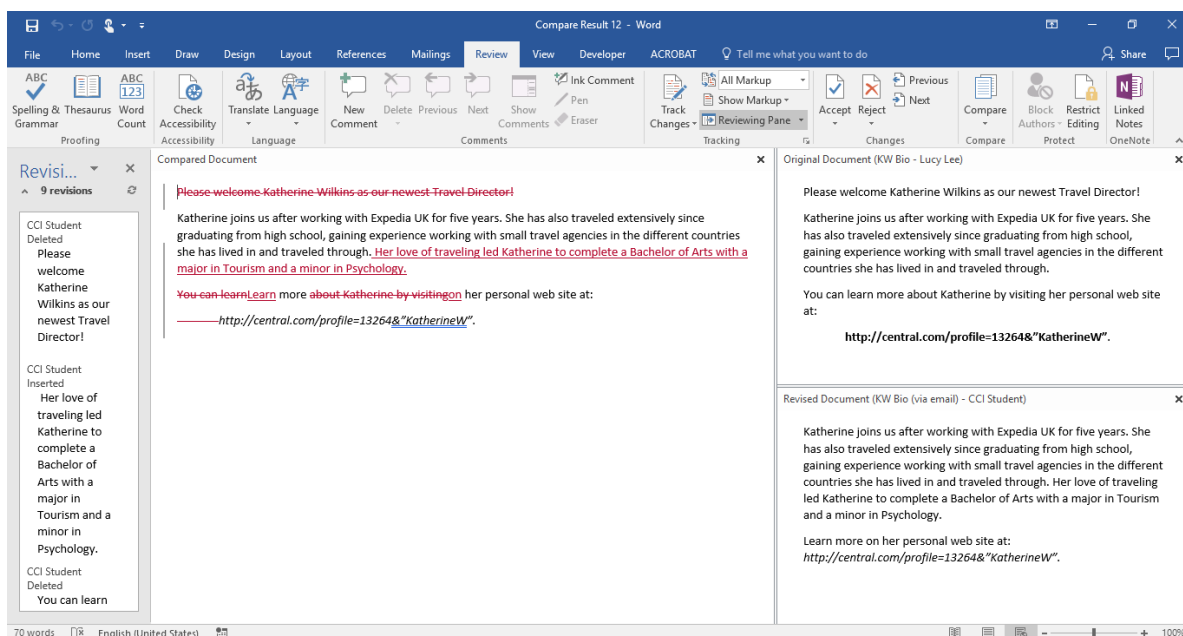 Compare Result 12 - Word
File Home Insert Draw Design Layout References Mailings Review View Developer ACROBAT Tell me what you want to do Share
ABC
Spelling & Grammar
Thesaurus
ABC
123
Word Count
Proofing
Check Accessibility
Accessibility
Translate
Language
Language
New Comment
Delete
Previous
Next
Show Comments
Ink Comment
Pen
Eraser
Comments
Track Changes
All Markup
Show Markup
Reviewing Pane
Tracking
Accept
Reject
Previous
Next
Changes
Compare
Compare
Block Authors
Restrict Editing
Protect
N
Linked Notes
OneNote
Revisi...
9 revisions
CCI Student
Deleted
Please
welcome
Katherine
Wilkins as our
newest Travel
Director!
CCI Student
Inserted
Her love of
traveling led
Katherine to
complete a
Bachelor of
Arts with a
major in
Tourism and a
minor in
Psychology.
CCI Student
Deleted
You can learn
Compared Document
Please welcome Katherine Wilkins as our newest Travel Director!
Katherine joins us after working with Expedia UK for five years. She has also traveled extensively since
graduating from high school, gaining experience working with small travel agencies in the different countries
she has lived in and traveled through. Her love of traveling led Katherine to complete a Bachelor of Arts with a
major in Tourism and a minor in Psychology.
You can learnLearn more about Katherine by visitingon her personal web site at:
http://central.com/profile=13264&"KatherineW".
Original Document (KW Bio - Lucy Lee)
Please welcome Katherine Wilkins as our newest Travel Director!
Katherine joins us after working with Expedia UK for five years. She
has also traveled extensively since graduating from high school,
gaining experience working with small travel agencies in the different
countries she has lived in and traveled through.
You can learn more about Katherine by visiting her personal web site
at:
http://central.com/profile=13264&"KatherineW".
Revised Document (KW Bio (via email) - CCI Student)
Katherine joins us after working with Expedia UK for five years. She
has also traveled extensively since graduating from high school,
gaining experience working with small travel agencies in the different
countries she has lived in and traveled through. Her love of traveling
led Katherine to complete a Bachelor of Arts with a major in Tourism
and a minor in Psychology.
Learn more on her personal web site at:
http://central.com/profile=13264&"KatherineW".
70 words English (United States) 100%